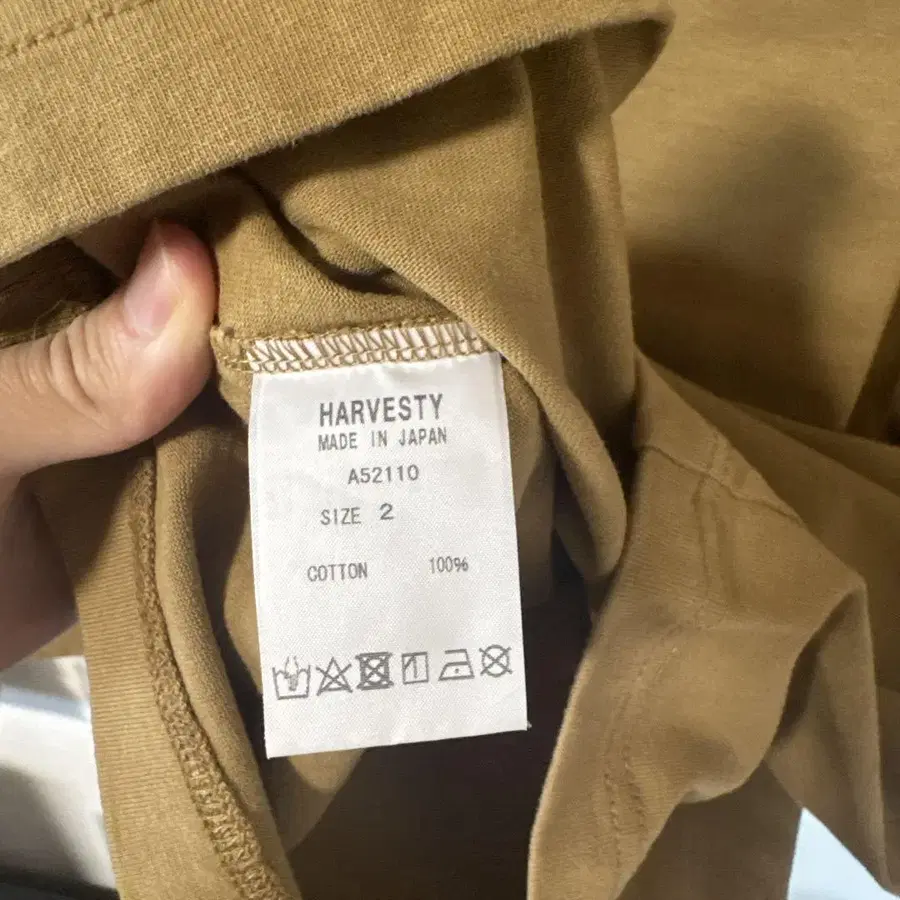 HARVESTY
MADE IN JAPAN
A52110
SIZE 2
COTTON 100%